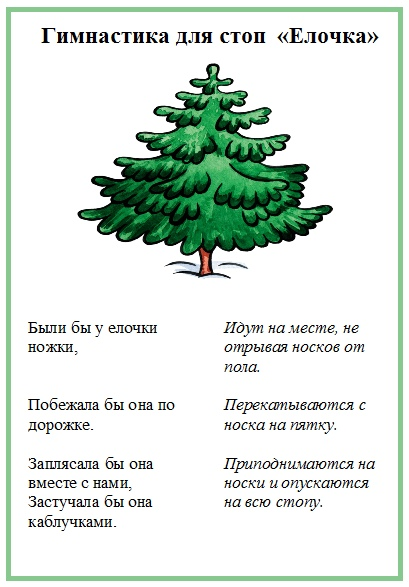 Гимнастика для стоп «Елочка»
Были бы у елочки
ножки,
Идут на месте, не
отрывая носков от
пола.
Побежала бы она по
дорожке.
Перекатываются с
носка на пятку.
Заплясала бы она
вместе с нами,
Застучала бы она
каблучками.
Приподнимаются на
носки и опускаются
на всю стопу.